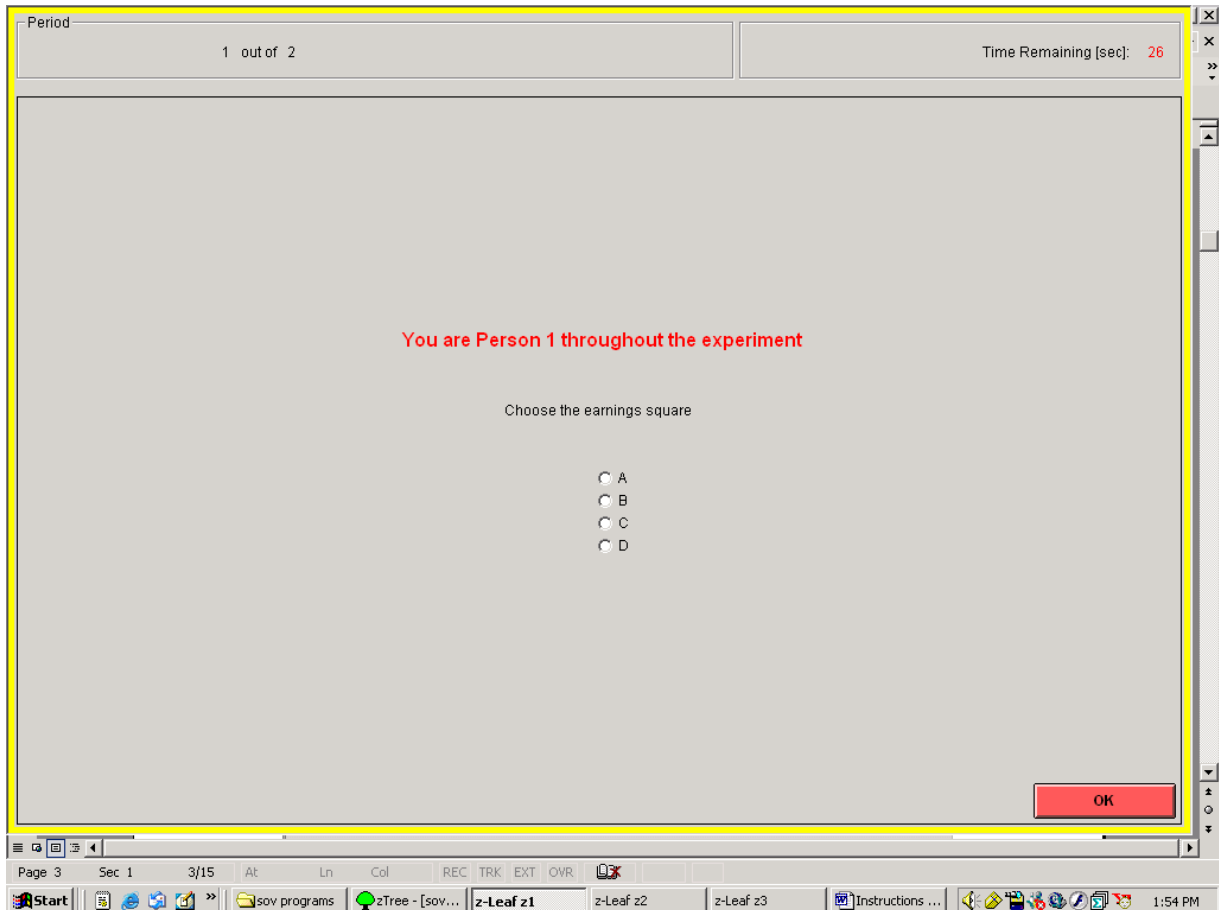 Period
1 out of 2
Time Remaining [sec]: 26
You are Person 1 throughout the experiment
Choose the earnings square
A
B
C
D
OK
Page 3 Sec 1 3/15 At Ln Col REC TRK EXT OVR
Start » sov programs zTree - [sov... z-Leaf z1 z-Leaf z2 z-Leaf z3 Instructions ... 1:54 PM